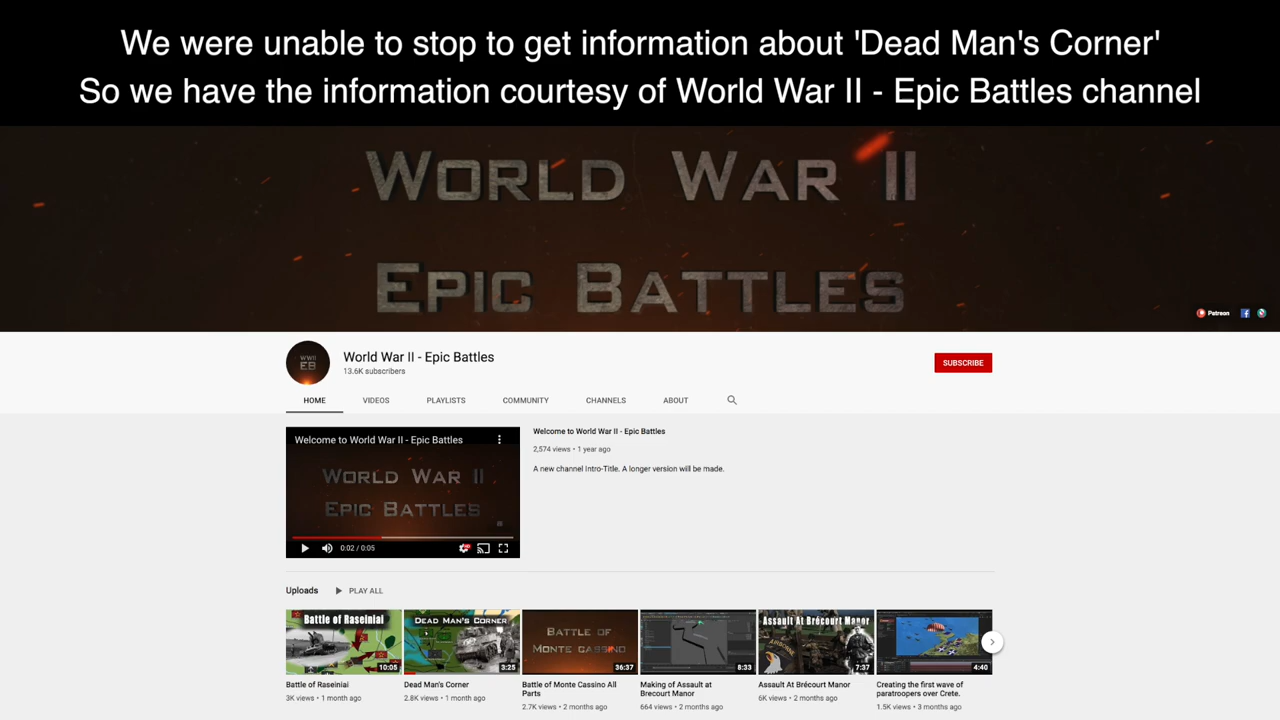 We were unable to stop to get information about 'Dead Man's Corner'
So we have the information courtesy of World War II - Epic Battles channel
World War II
Epic Battles
Patreon
WWII
EB
World War II - Epic Battles
13.6K subscribers
SUBSCRIBE
HOME VIDEOS PLAYLISTS COMMUNITY CHANNELS ABOUT
Welcome to World War II - Epic Battles
World War II
Epic Battles
0:02 / 0:05
Welcome to World War II - Epic Battles
2,574 views • 1 year ago
A new channel Intro-Title. A longer version will be made.
Uploads PLAY ALL
Battle of Raseiniai
10:05
Dead Man's Corner
3:25
Battle of
Monte Cassino
36:37
8:33
Assault At Brécourt Manor
7:37
4:40
Battle of Raseiniai
3K views • 1 month ago
Dead Man's Corner
2.8K views • 1 month ago
Battle of Monte Cassino All
Parts
2.7K views • 2 months ago
Making of Assault at
Brecourt Manor
664 views • 2 months ago
Assault At Brécourt Manor
6K views • 2 months ago
Creating the first wave of
paratroopers over Crete.
1.5K views • 3 months ago